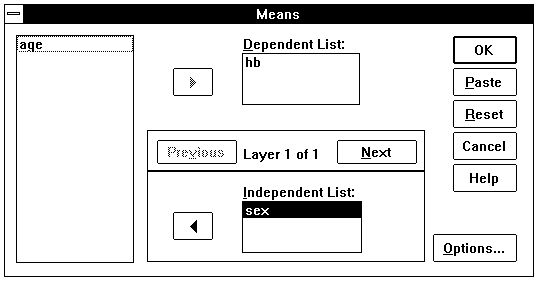 Means
age
Dependent List:
hb
OK
Paste
Reset
Cancel
Help
Previous
Layer 1 of 1
Next
Independent List:
sex
Options...